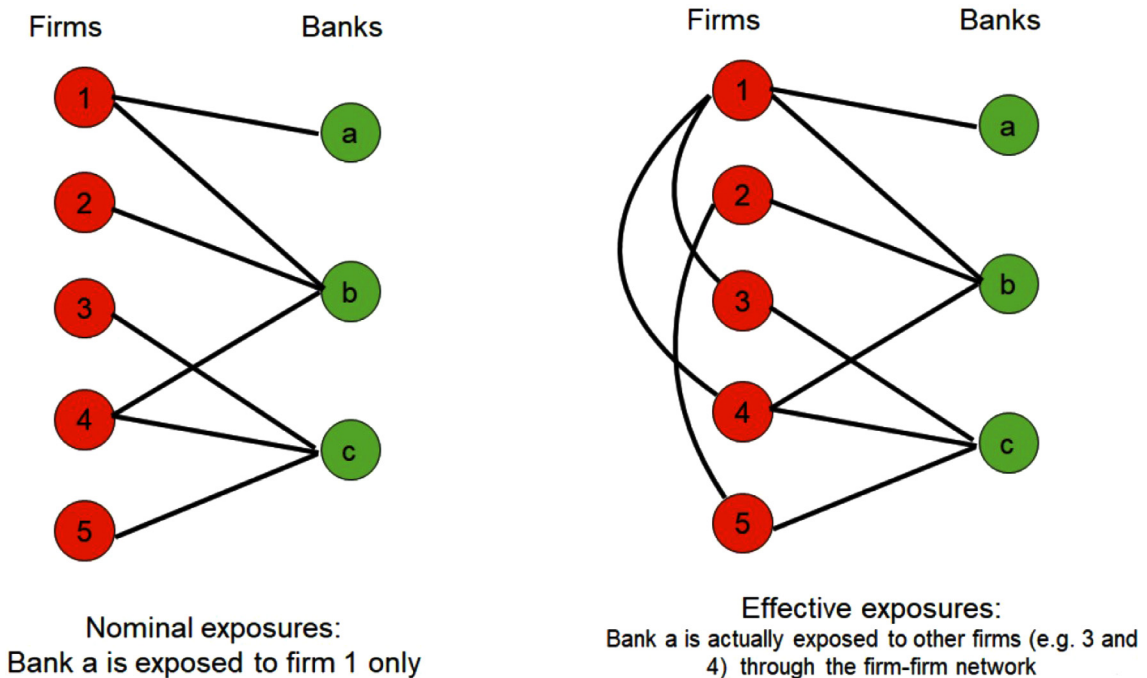 Firms
Banks
1
2
3
4
5
a
b
c
Nominal exposures:
Bank a is exposed to firm 1 only
Firms
Banks
1
2
3
4
5
a
b
c
Effective exposures:
Bank a is actually exposed to other firms (e.g. 3 and
4) through the firm-firm network